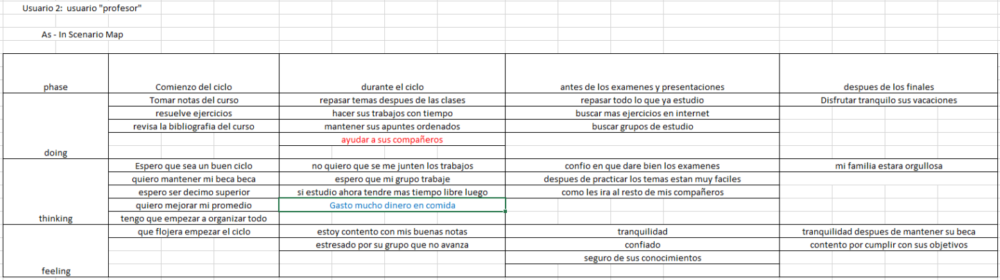 Usuario 2: usuario "profesor"
As - In Scenario Map
phase Comienzo del ciclo durante el ciclo antes de los examenes y presentaciones despues de los finales
Tomar notas del curso repasar temas despues de las clases repasar todo lo que ya estudio Disfrutar tranquilo sus vacaciones
resuelve ejercicios hacer sus trabajos con tiempo buscar mas ejercicios en internet
revisa la bibliografia del curso mantener sus apuntes ordenados buscar grupos de estudio
ayudar a sus compañeros
doing
Espero que sea un buen ciclo no quiero que se me junten los trabajos confio en que dare bien los examenes mi familia estara orgullosa
quiero mantener mi beca beca espero que mi grupo trabaje despues de practicar los temas estan muy faciles
espero ser decimo superior si estudio ahora tendre mas tiempo libre luego como les ira al resto de mis compañeros
quiero mejorar mi promedio Gasto mucho dinero en comida
thinking tengo que empezar a organizar todo
que flojera empezar el ciclo estoy contento con mis buenas notas tranquilidad tranquilidad despues de mantener su beca
estresado por su grupo que no avanza confiado contento por cumplir con sus objetivos
seguro de sus conocimientos
feeling